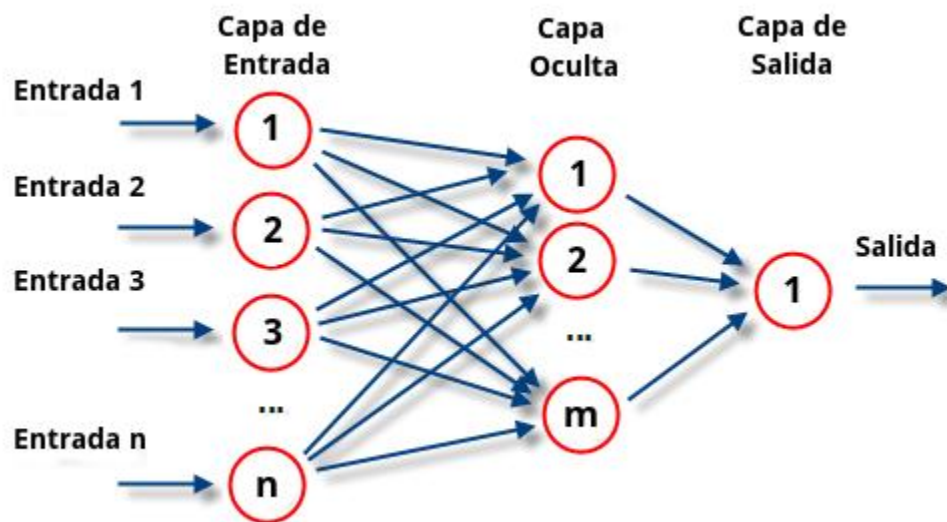 Capa de
Entrada
Capa
Oculta
Capa de
Salida
Entrada 1
1
Entrada 2
2
Entrada 3
3
...
Entrada n
n
1
2
...
m
1
Salida